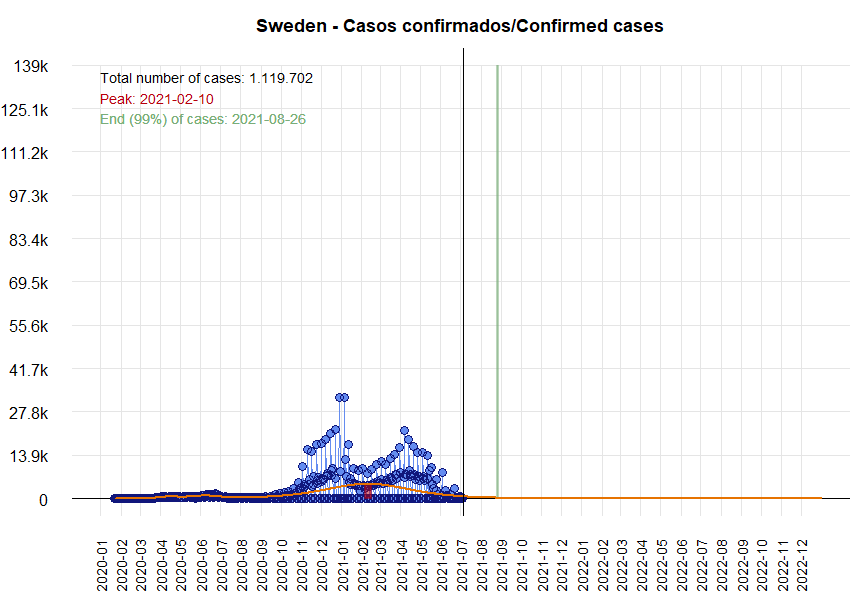 Sweden - Casos confirmados/Confirmed cases
139k
125.1k
111.2k
97.3k
83.4k
69.5k
55.6k
41.7k
27.8k
13.9k
0
Total number of cases: 1.119.702
Peak: 2021-02-10
End (99%) of cases: 2021-08-26
2020-01
2020-02
2020-03
2020-04
2020-05
2020-06
2020-07
2020-08
2020-09
2020-10
2020-11
2020-12
2021-01
2021-02
2021-03
2021-04
2021-05
2021-06
2021-07
2021-08
2021-09
2021-10
2021-11
2021-12
2022-01
2022-02
2022-03
2022-04
2022-05
2022-06
2022-07
2022-08
2022-09
2022-10
2022-11
2022-12